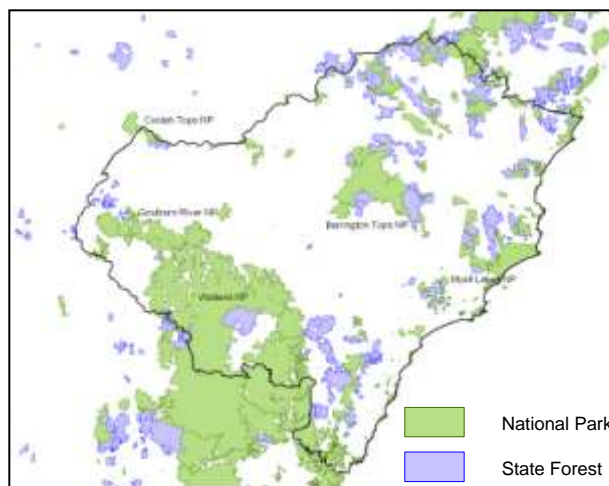 Coolah Tops NP
Goulburn River NP
Barrington Tops NP
Myall Lakes NP
Wollemi NP
National Park
State Forest